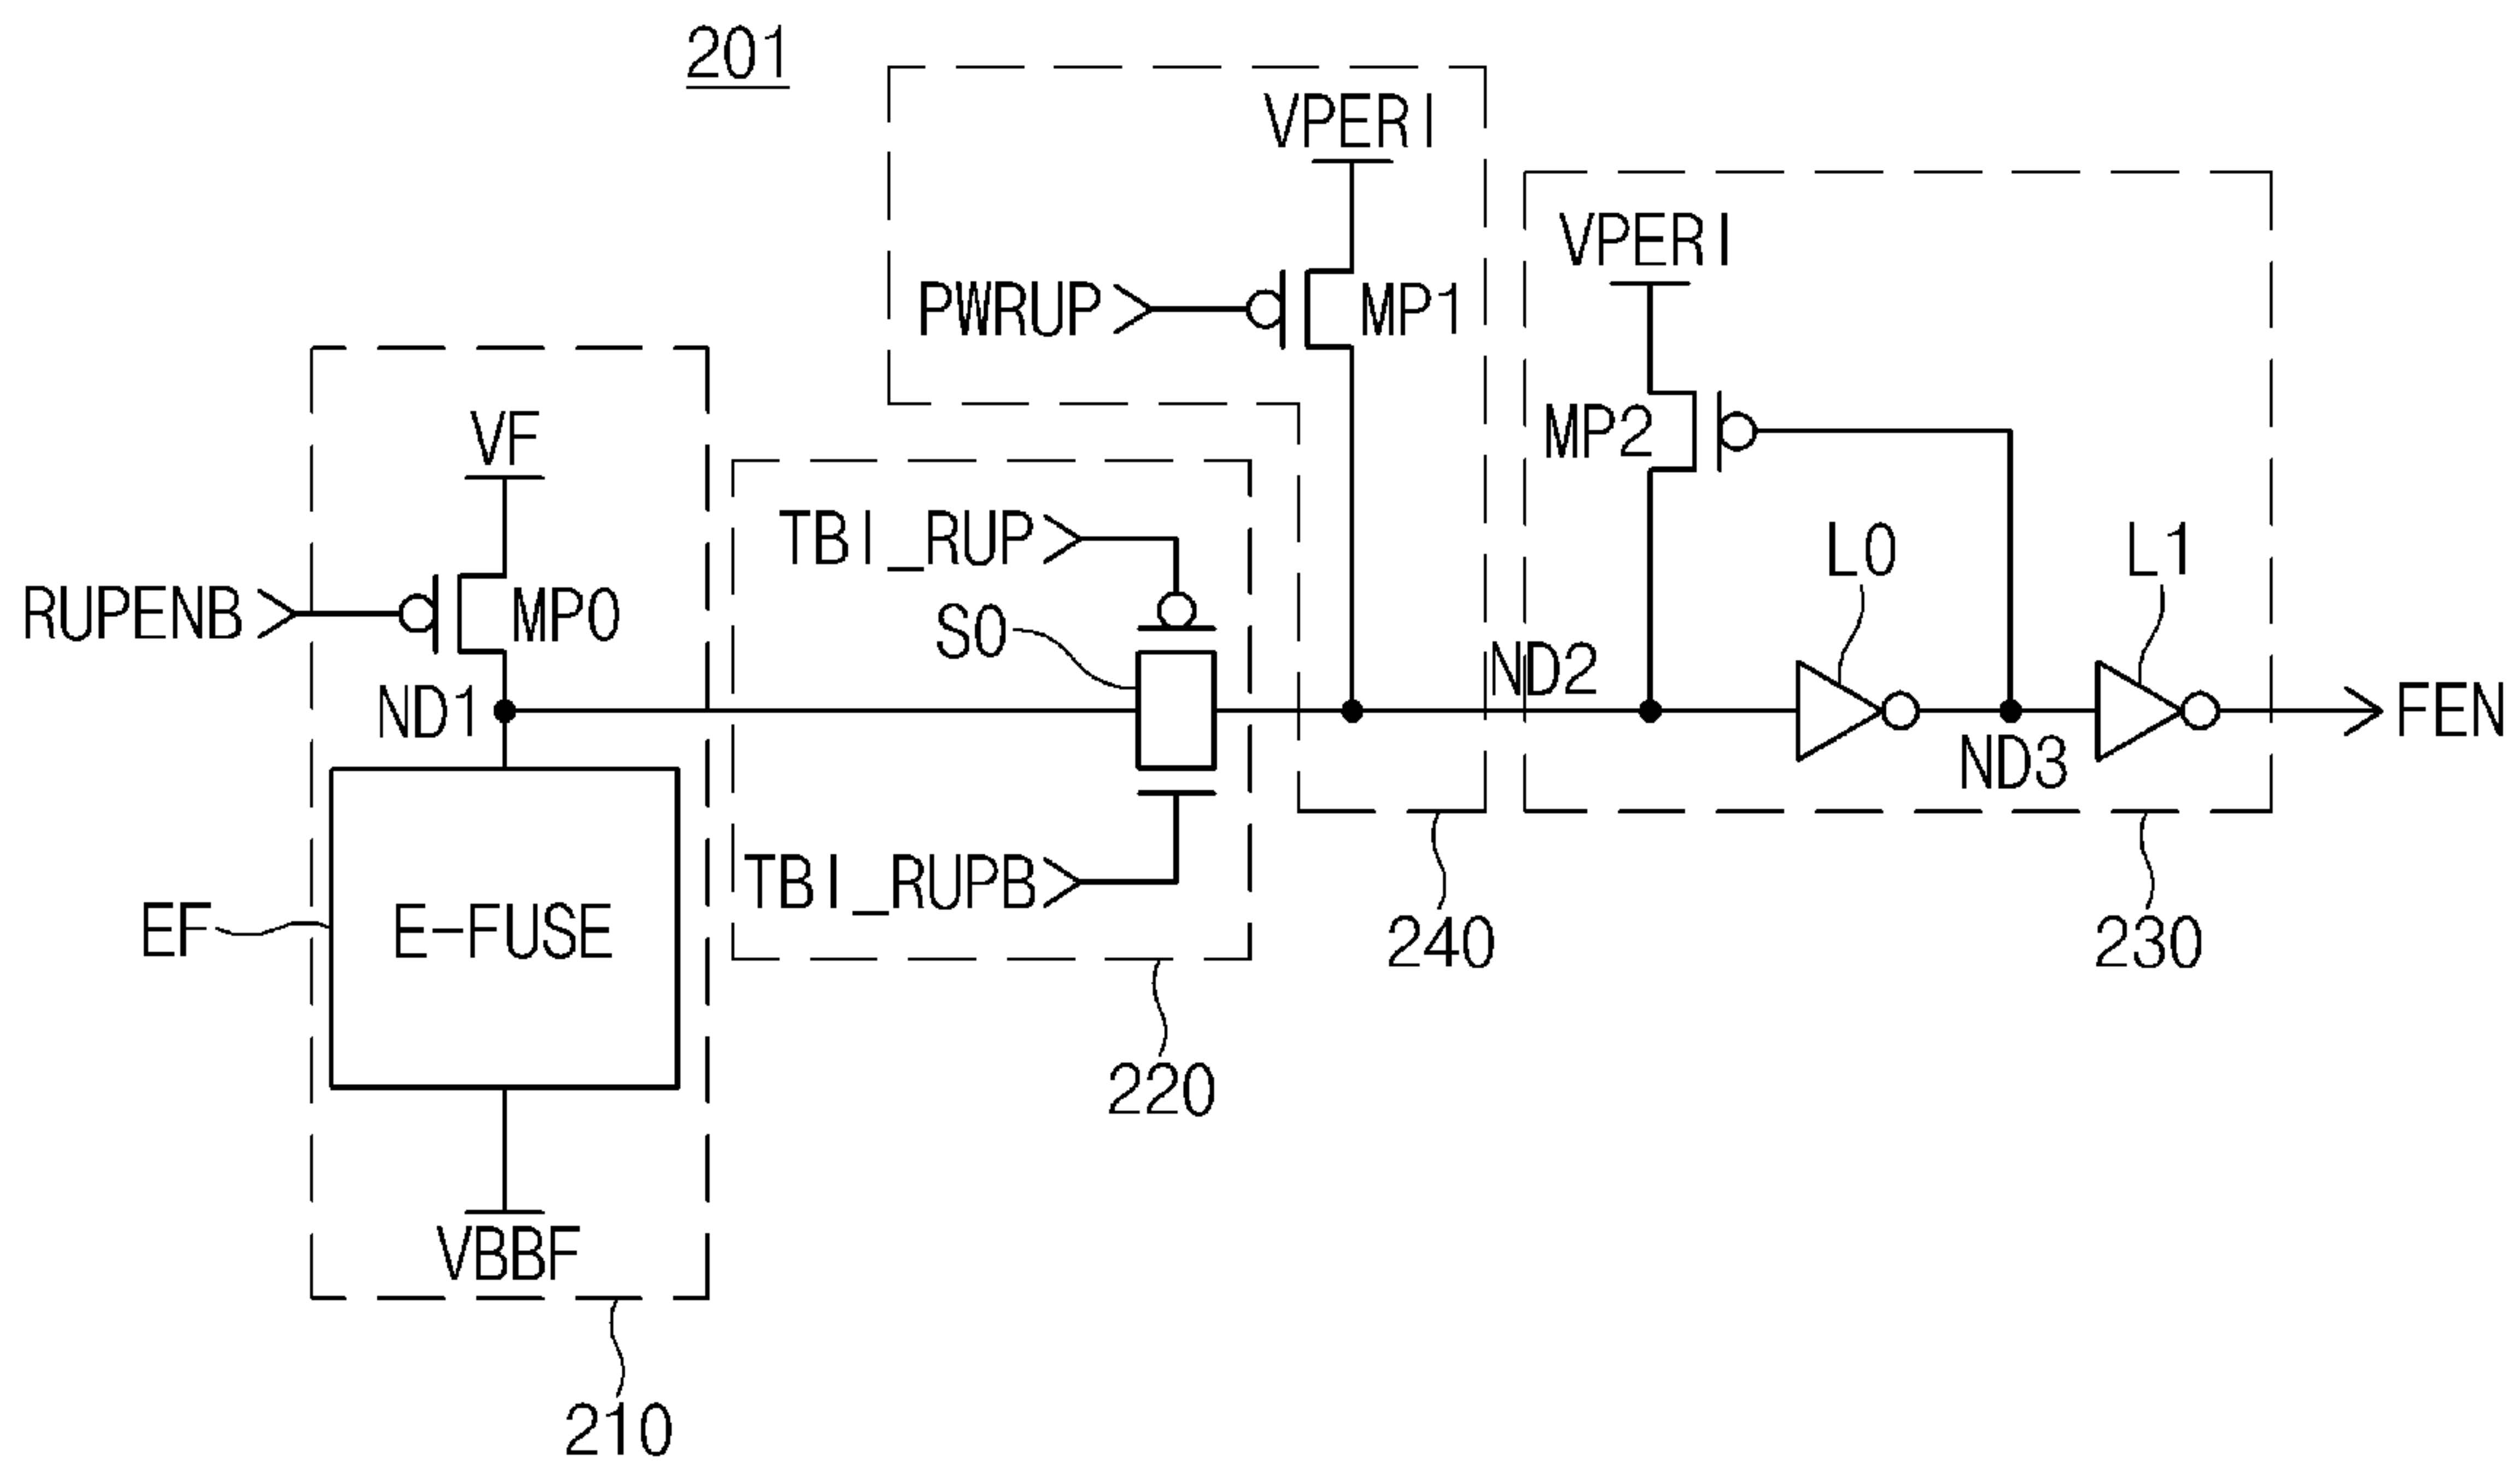 201
VPERI
VPERI
PWRUP
MP1
VF
MP2
TBI_RUP
L0
L1
RUPENB
MP0
S0
ND1
ND2
FEN
ND3
TBI_RUPB
EF
E-FUSE
240
230
220
VBBF
210